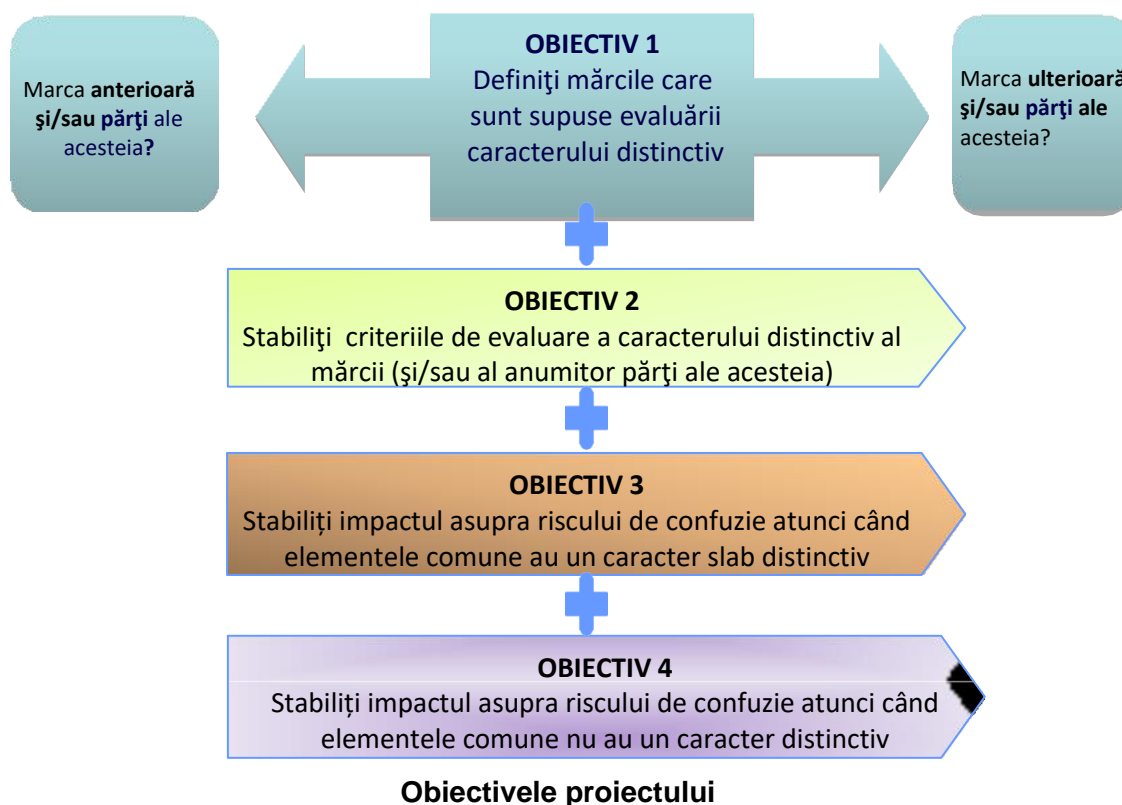 Marca anterioară
şi/sau părţi ale
acesteia?
OBIECTIV 1
Definiţi mărcile care
sunt supuse evaluării
caracterului distinctiv
Marca ulterioară
şi/sau părţi ale
acesteia?
OBIECTIV 2
Stabiliţi criteriile de evaluare a caracterului distinctiv al
mărcii (şi/sau al anumitor părţi ale acesteia)
OBIECTIV 3
Stabiliți impactul asupra riscului de confuzie atunci când
elementele comune au un caracter slab distinctiv
OBIECTIV 4
Stabiliți impactul asupra riscului de confuzie atunci când
elementele comune nu au un caracter distinctiv
Obiectivele proiectului